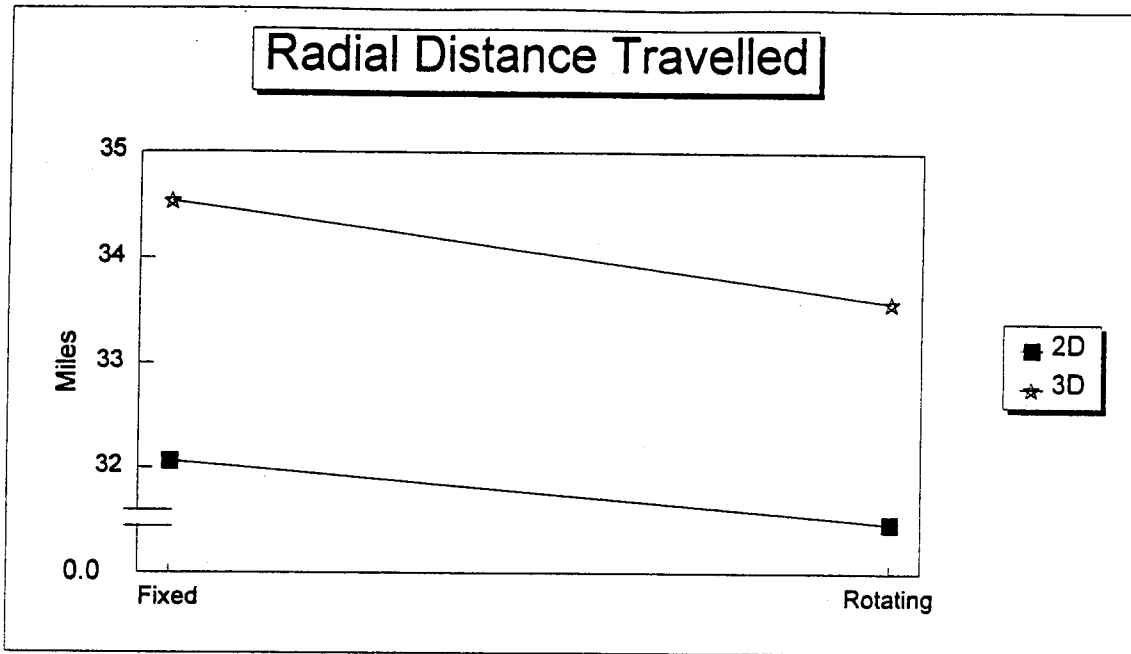 Radial Distance Travelled
35
34
33
32
0.0
Miles
Fixed
Rotating
2D
3D